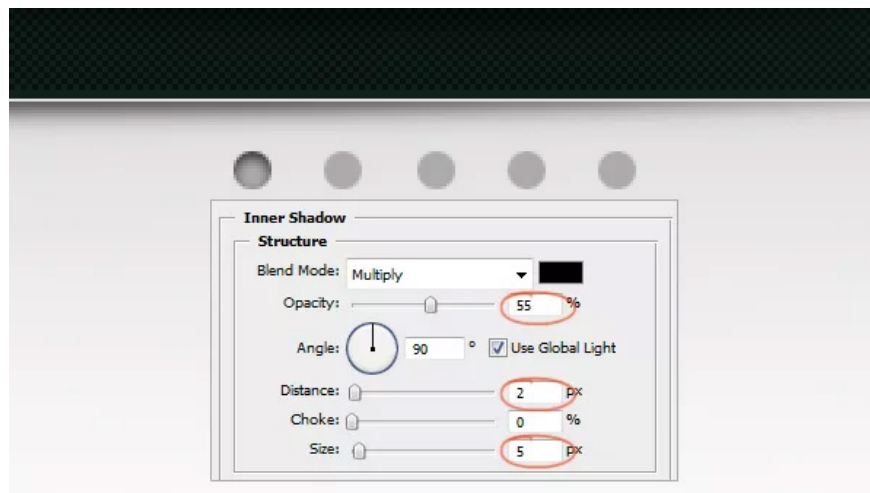 Inner Shadow
Structure
Blend Mode: Multiply
Opacity: 55 %
Angle: 90 ° Use Global Light
Distance: 2 px
Choke: 0 %
Size: 5 px